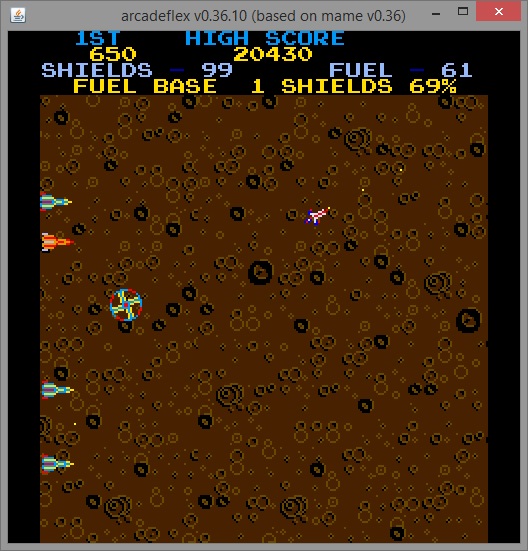 arcadeflex v0.36.10 (based on mame v0.36)
1ST HIGH SCORE
650 20430
SHIELDS - 99 FUEL - 61
FUEL BASE 1 SHIELDS 69%